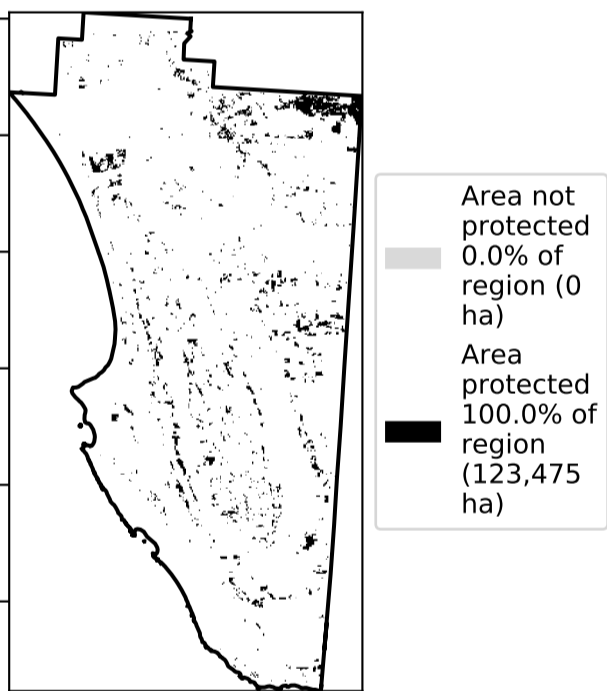 Area not
protected
0.0% of
region (0
ha)
Area
protected
100.0% of
region
(123,475
ha)